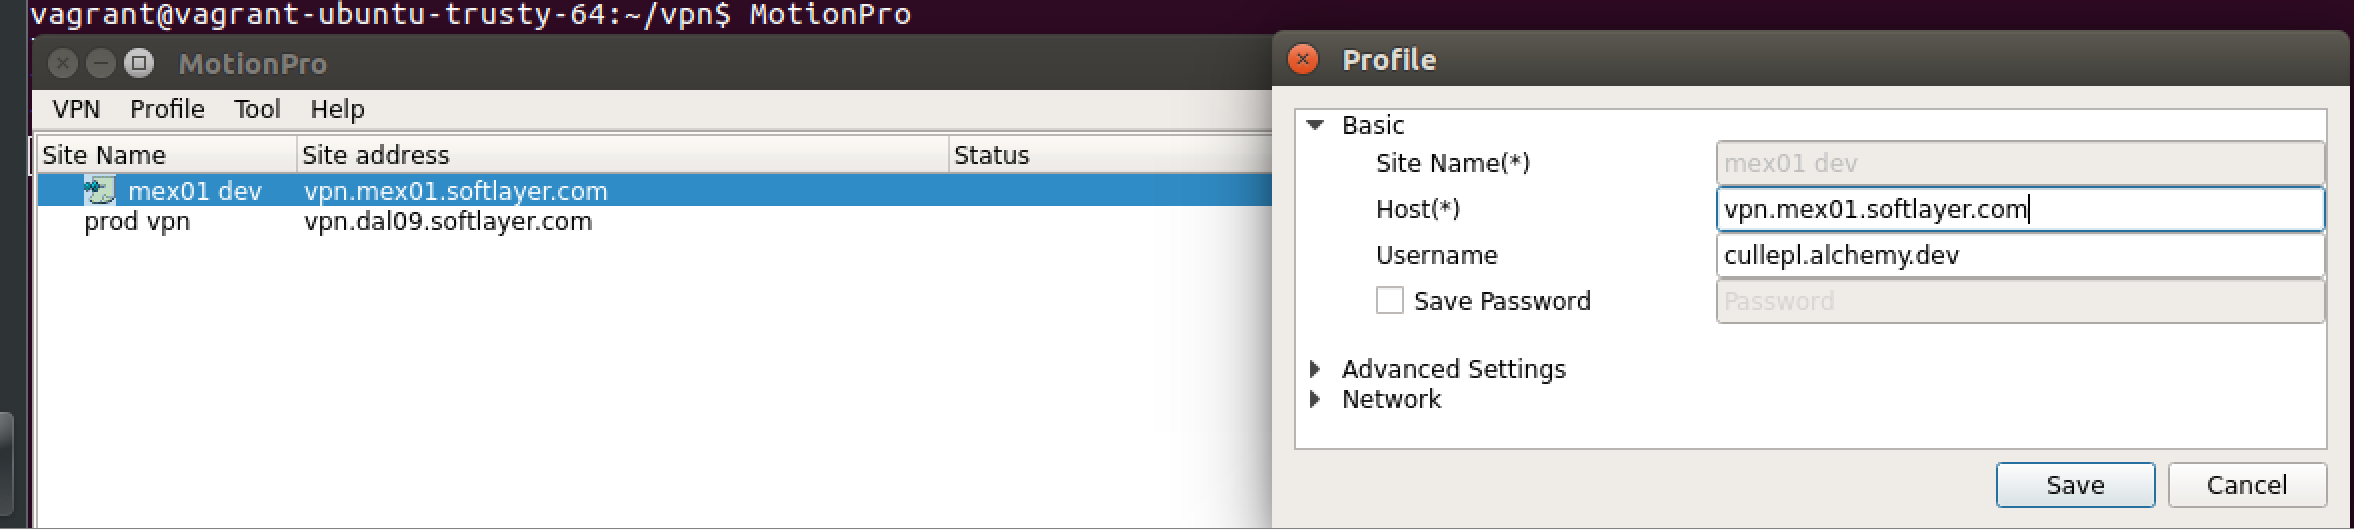 vagrant@vagrant-ubuntu-trusty-64:~/vpn$ MotionPro
MotionPro
VPN Profile Tool Help
Site Name Site address Status
mex01 dev vpn.mex01.softlayer.com
prod vpn vpn.dal09.softlayer.com
Profile
Basic
Site Name(*) mex01 dev
Host(*) vpn.mex01.softlayer.com
Username cullepl.alchemy.dev
Save Password Password
Advanced Settings
Network
Save Cancel